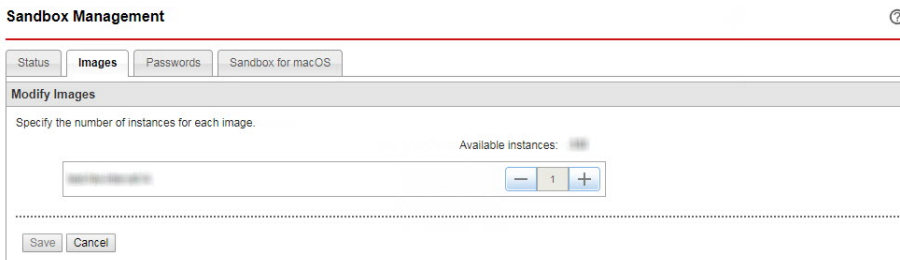 Sandbox Management
Status Images Passwords Sandbox for macOS
Modify Images
Specify the number of instances for each image.
Available instances:
1
Save Cancel